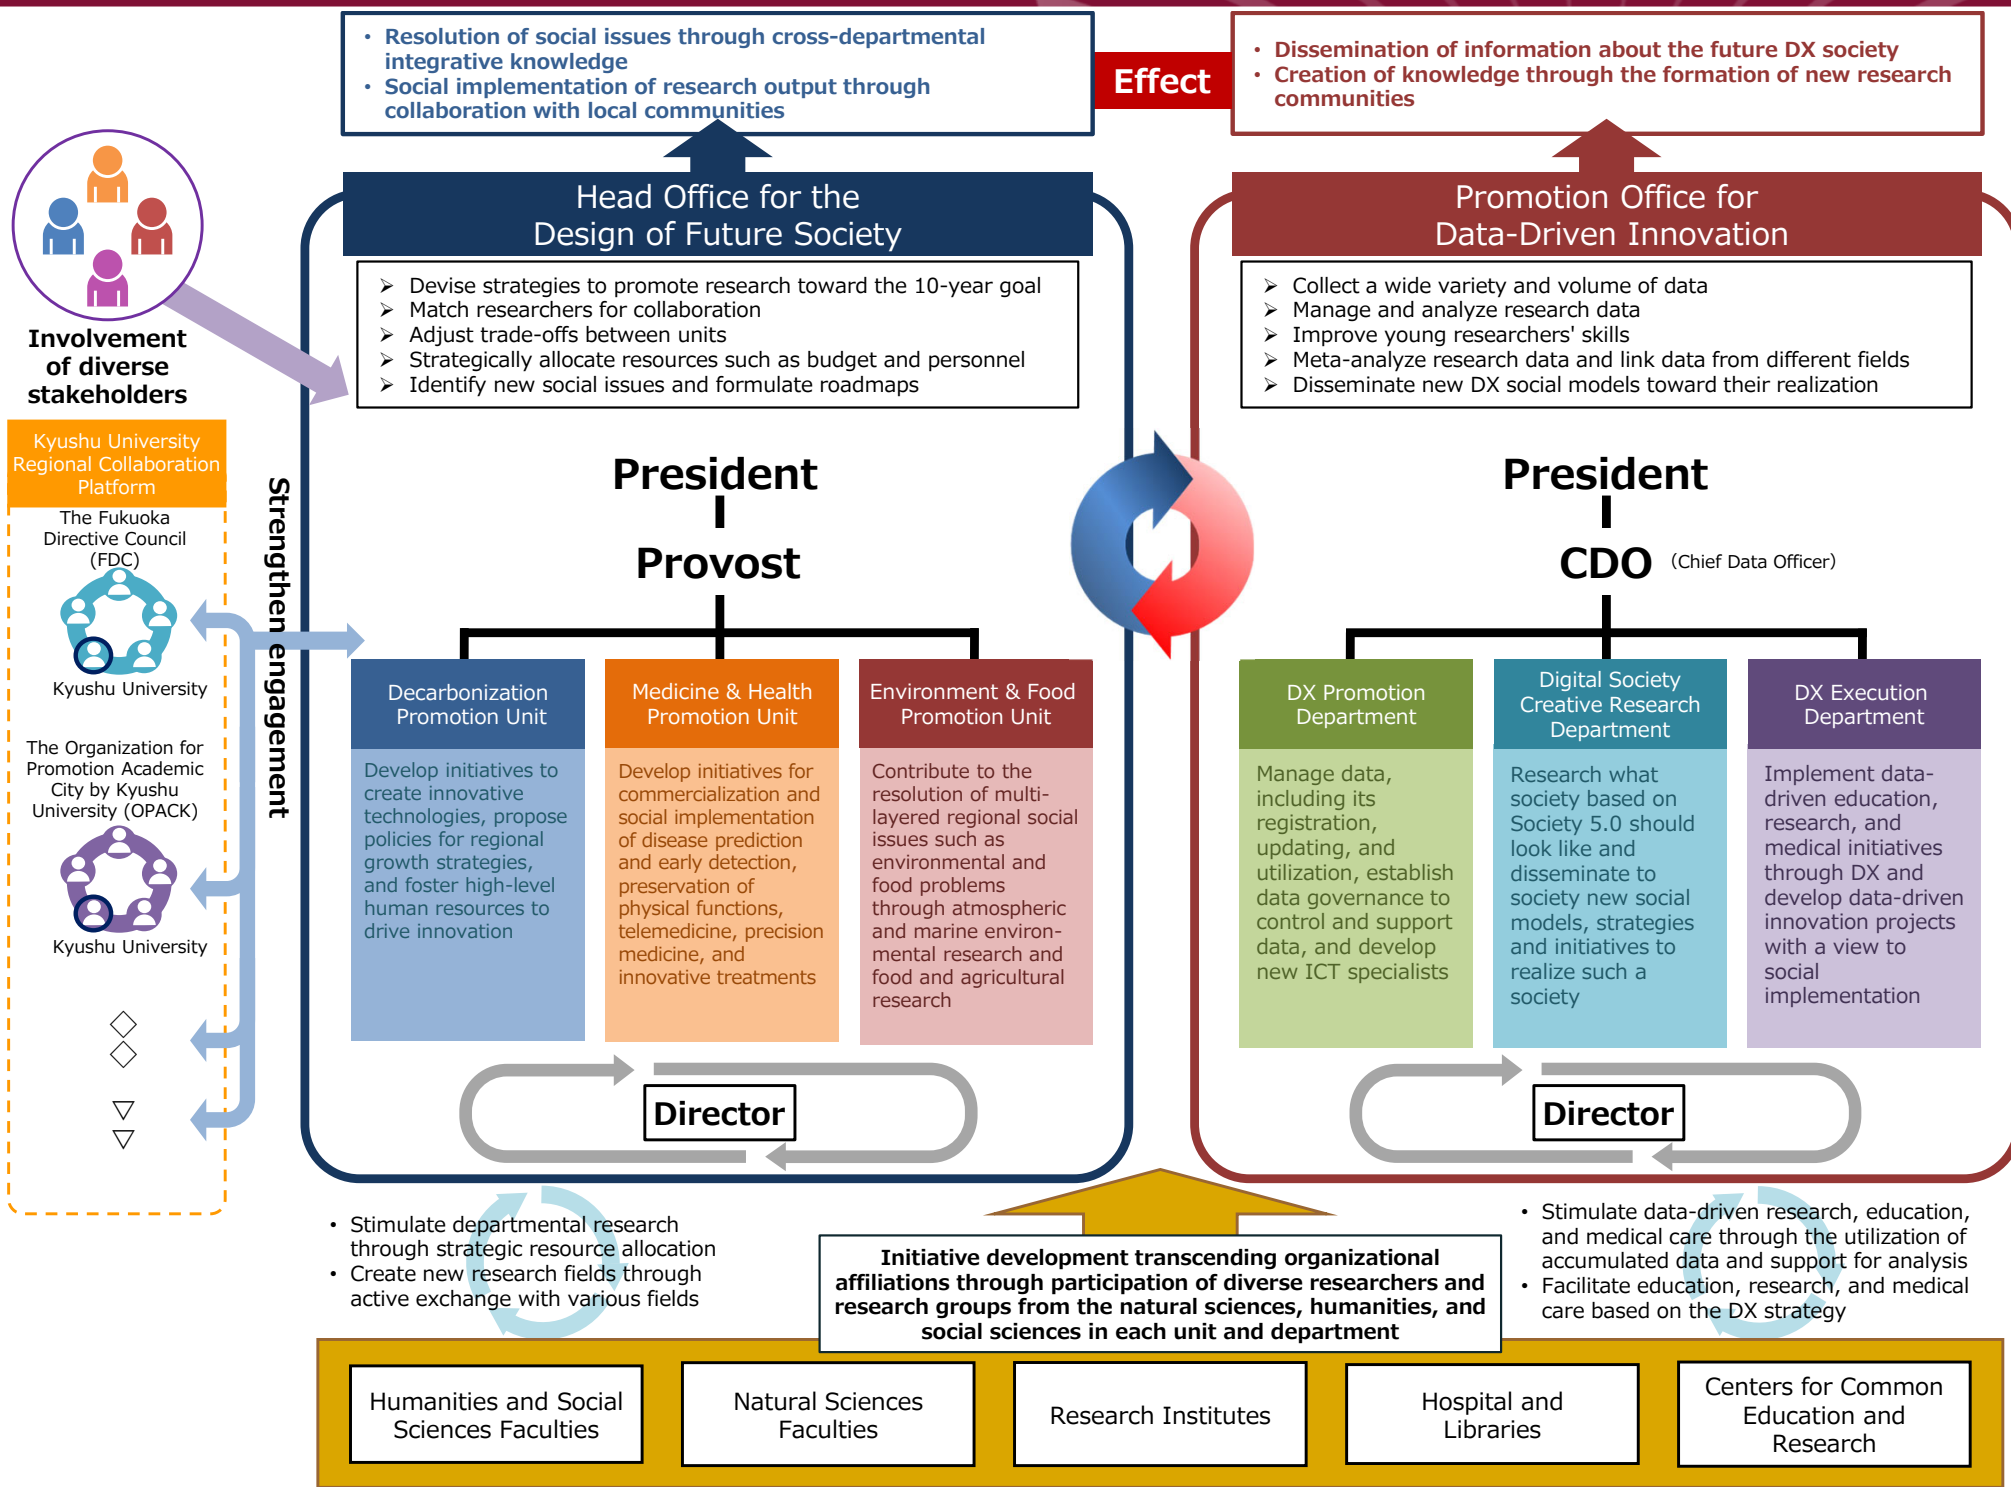 • Resolution of social issues through cross-departmental
integrative knowledge
• Social implementation of research output through
collaboration with local communities
Effect
• Dissemination of information about the future DX society
• Creation of knowledge through the formation of new research
communities
Involvement
of diverse
stakeholders
Kyushu University
Regional Collaboration
Platform
The Fukuoka
Directive Council
(FDC)
Kyushu University
The Organization for
Promotion Academic
City by Kyushu
University (OPACK)
Kyushu University
◇
◇
▽
▽
Strengthen engagement
Head Office for the
Design of Future Society
➢ Devise strategies to promote research toward the 10-year goal
➢ Match researchers for collaboration
➢ Adjust trade-offs between units
➢ Strategically allocate resources such as budget and personnel
➢ Identify new social issues and formulate roadmaps
President
Provost
Decarbonization
Promotion Unit
Develop initiatives to
create innovative
technologies, propose
policies for regional
growth strategies,
and foster high-level
human resources to
drive innovation
Medicine & Health
Promotion Unit
Develop initiatives for
commercialization and
social implementation
of disease prediction
and early detection,
preservation of
physical functions,
telemedicine, precision
medicine, and
innovative treatments
Environment & Food
Promotion Unit
Contribute to the
resolution of multi-
layered regional social
issues such as
environmental and
food problems
through atmospheric
and marine environ-
mental research and
food and agricultural
research
Director
Promotion Office for
Data-Driven Innovation
➢ Collect a wide variety and volume of data
➢ Manage and analyze research data
➢ Improve young researchers' skills
➢ Meta-analyze research data and link data from different fields
➢ Disseminate new DX social models toward their realization
President
CDO (Chief Data Officer)
DX Promotion
Department
Manage data,
including its
registration,
updating, and
utilization, establish
data governance to
control and support
data, and develop
new ICT specialists
Digital Society
Creative Research
Department
Research what
society based on
Society 5.0 should
look like and
disseminate to
society new social
models, strategies
and initiatives to
realize such a
society
DX Execution
Department
Implement data-
driven education,
research, and
medical initiatives
through DX and
develop data-driven
innovation projects
with a view to
social
implementation
Director
• Stimulate departmental research
through strategic resource allocation
• Create new research fields through
active exchange with various fields
Initiative development transcending organizational
affiliations through participation of diverse researchers and
research groups from the natural sciences, humanities, and
social sciences in each unit and department
• Stimulate data-driven research, education,
and medical care through the utilization of
accumulated data and support for analysis
• Facilitate education, research, and medical
care based on the DX strategy
Humanities and Social
Sciences Faculties
Natural Sciences
Faculties
Research Institutes
Hospital and
Libraries
Centers for Common
Education and
Research